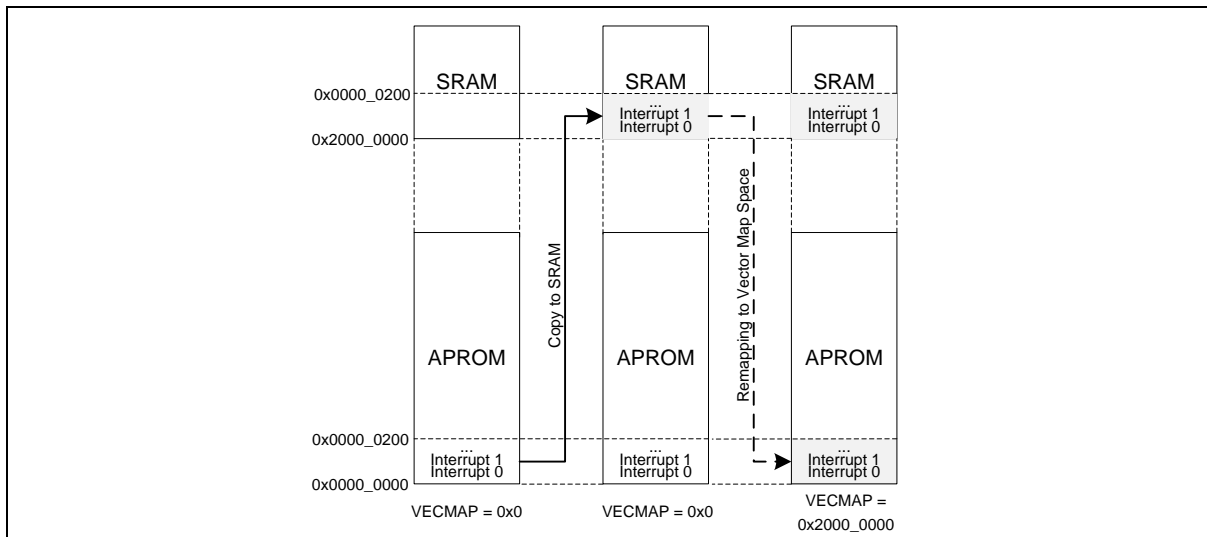 SRAM
SRAM
SRAM
0x0000_0200
...
Interrupt 1
Interrupt 0
...
Interrupt 1
Interrupt 0
0x2000_0000
Copy to SRAM
Remapping to Vector Map Space
APROM
APROM
APROM
0x0000_0200
...
Interrupt 1
Interrupt 0
...
Interrupt 1
Interrupt 0
...
Interrupt 1
Interrupt 0
0x0000_0000
VECMAP = 0x0
VECMAP = 0x0
VECMAP =
0x2000_0000